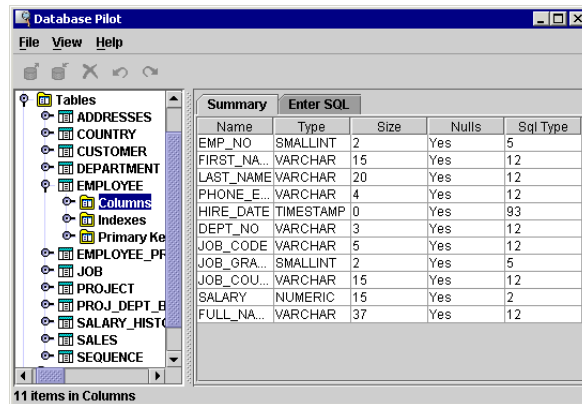 Database Pilot
File View Help
Tables
ADDRESSES
COUNTRY
CUSTOMER
DEPARTMENT
EMPLOYEE
Columns
Indexes
Primary Ke
EMPLOYEE_PR
JOB
PROJECT
PROJ_DEPT_B
SALARY_HIST
SALES
SEQUENCE
Summary Enter SQL
Name Type Size Nulls Sql Type
EMP_NO SMALLINT 2 Yes 5
FIRST_NA... VARCHAR 15 Yes 12
LAST_NAME VARCHAR 20 Yes 12
PHONE_E... VARCHAR 4 Yes 12
HIRE_DATE TIMESTAMP 0 Yes 93
DEPT_NO VARCHAR 3 Yes 12
JOB_CODE VARCHAR 5 Yes 12
JOB_GRA... SMALLINT 2 Yes 5
JOB_COU... VARCHAR 15 Yes 12
SALARY NUMERIC 15 Yes 2
FULL_NA... VARCHAR 37 Yes 12
11 items in Columns